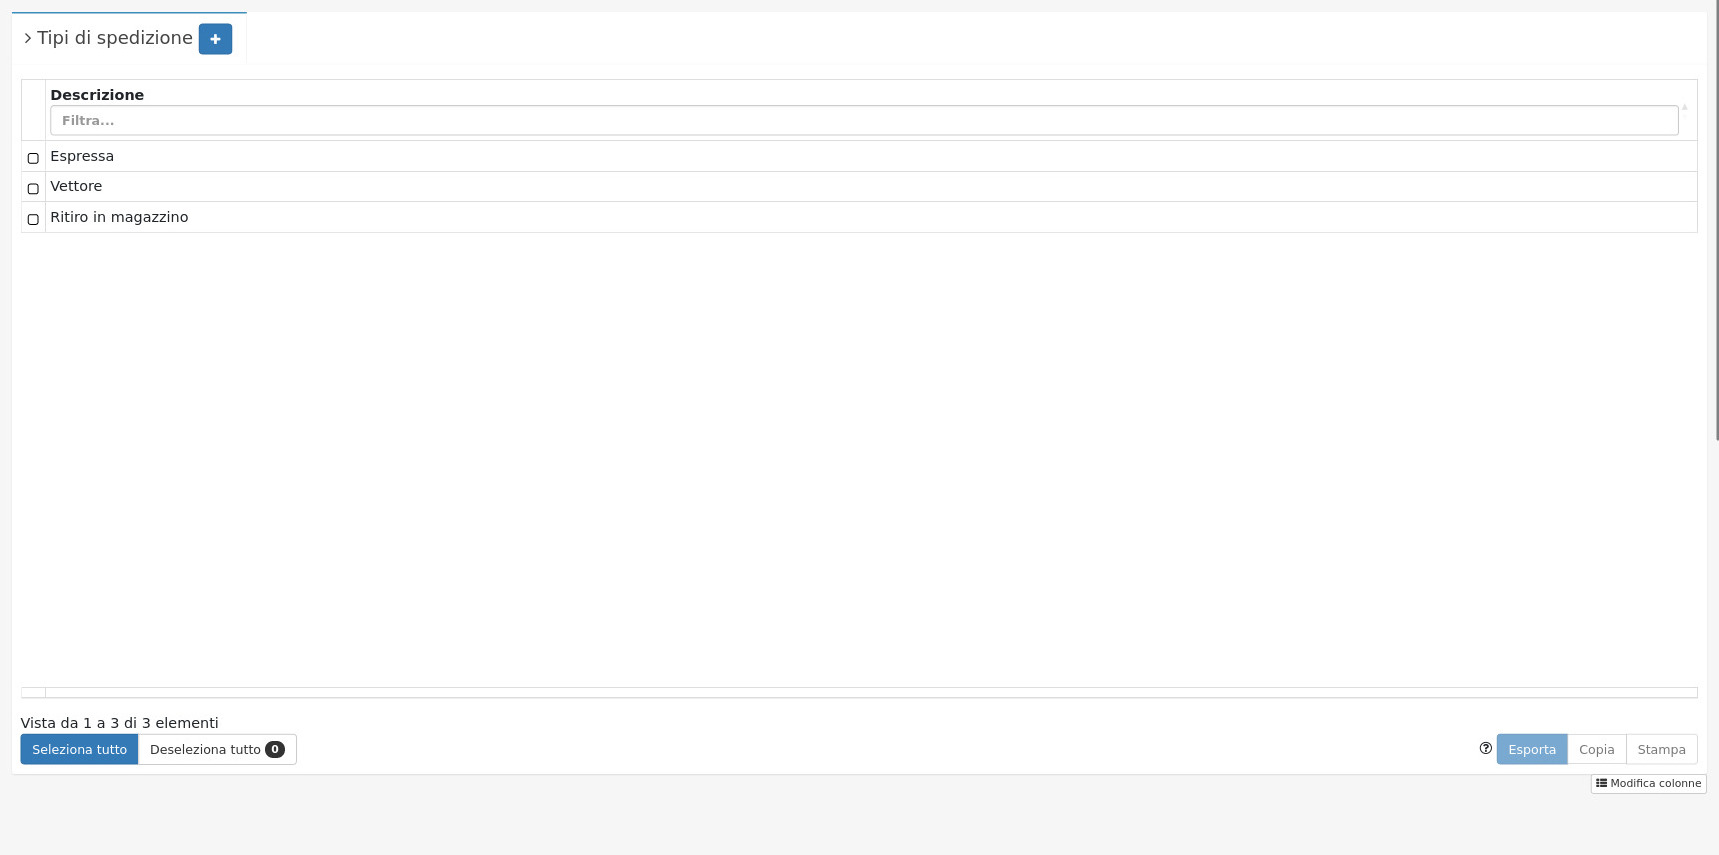 Tipi di spedizione
Descrizione
Filtra...
Espressa
Vettore
Ritiro in magazzino
Vista da 1 a 3 di 3 elementi
Seleziona tutto Deseleziona tutto 0
Esporta Copia Stampa
Modifica colonne